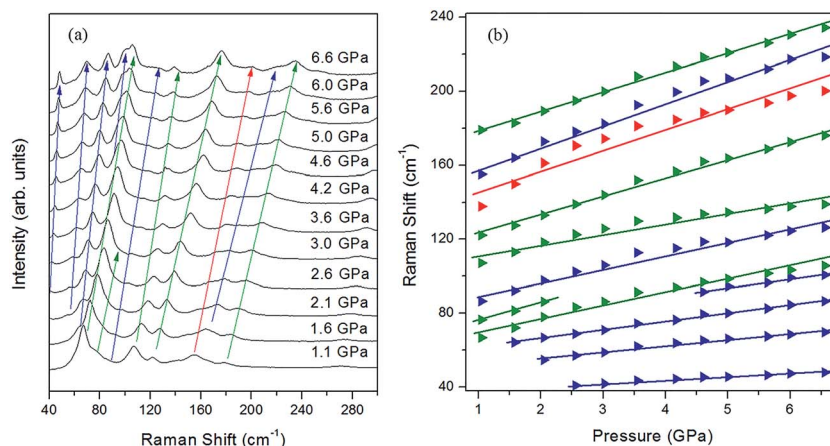 (a)
6.6 GPa
6.0 GPa
5.6 GPa
5.0 GPa
4.6 GPa
4.2 GPa
3.6 GPa
3.0 GPa
2.6 GPa
2.1 GPa
1.6 GPa
1.1 GPa
Intensity (arb. units)
40 80 120 160 200 240 280
Raman Shift (cm⁻¹)
(b)
240
200
160
120
80
40
Raman Shift (cm⁻¹)
1 2 3 4 5 6
Pressure (GPa)